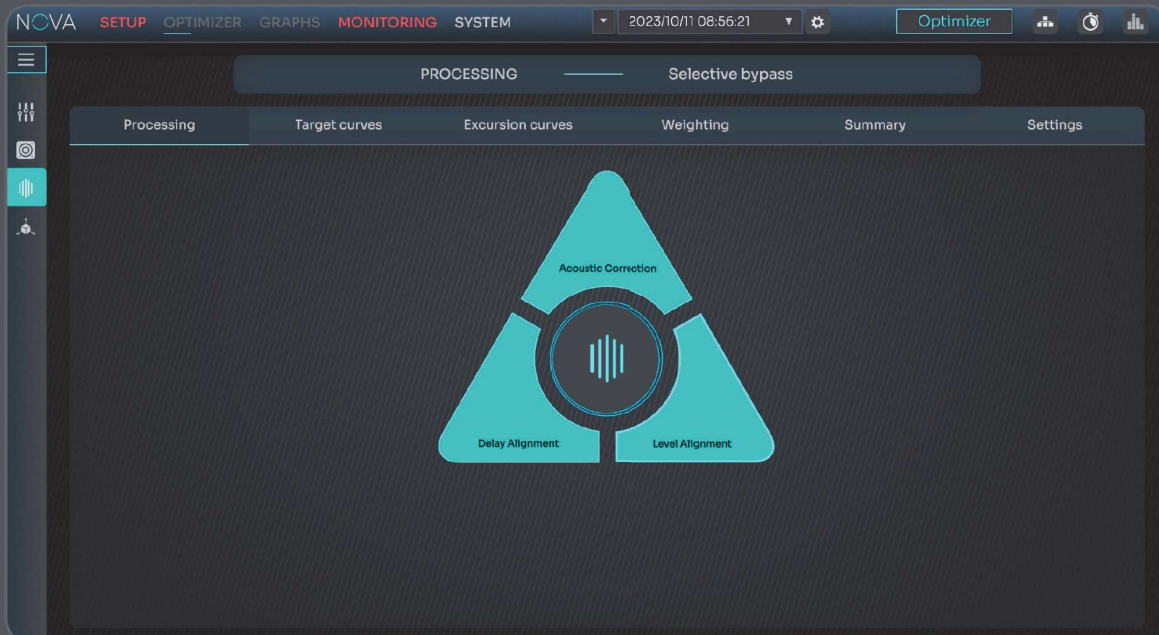 NOVA SETUP OPTIMIZER GRAPHS MONITORING SYSTEM 2023/10/11 08:56:21 Optimizer
PROCESSING Selective bypass
Processing Target curves Excursion curves Weighting Summary Settings
Acoustic Correction
Delay Alignment Level Alignment